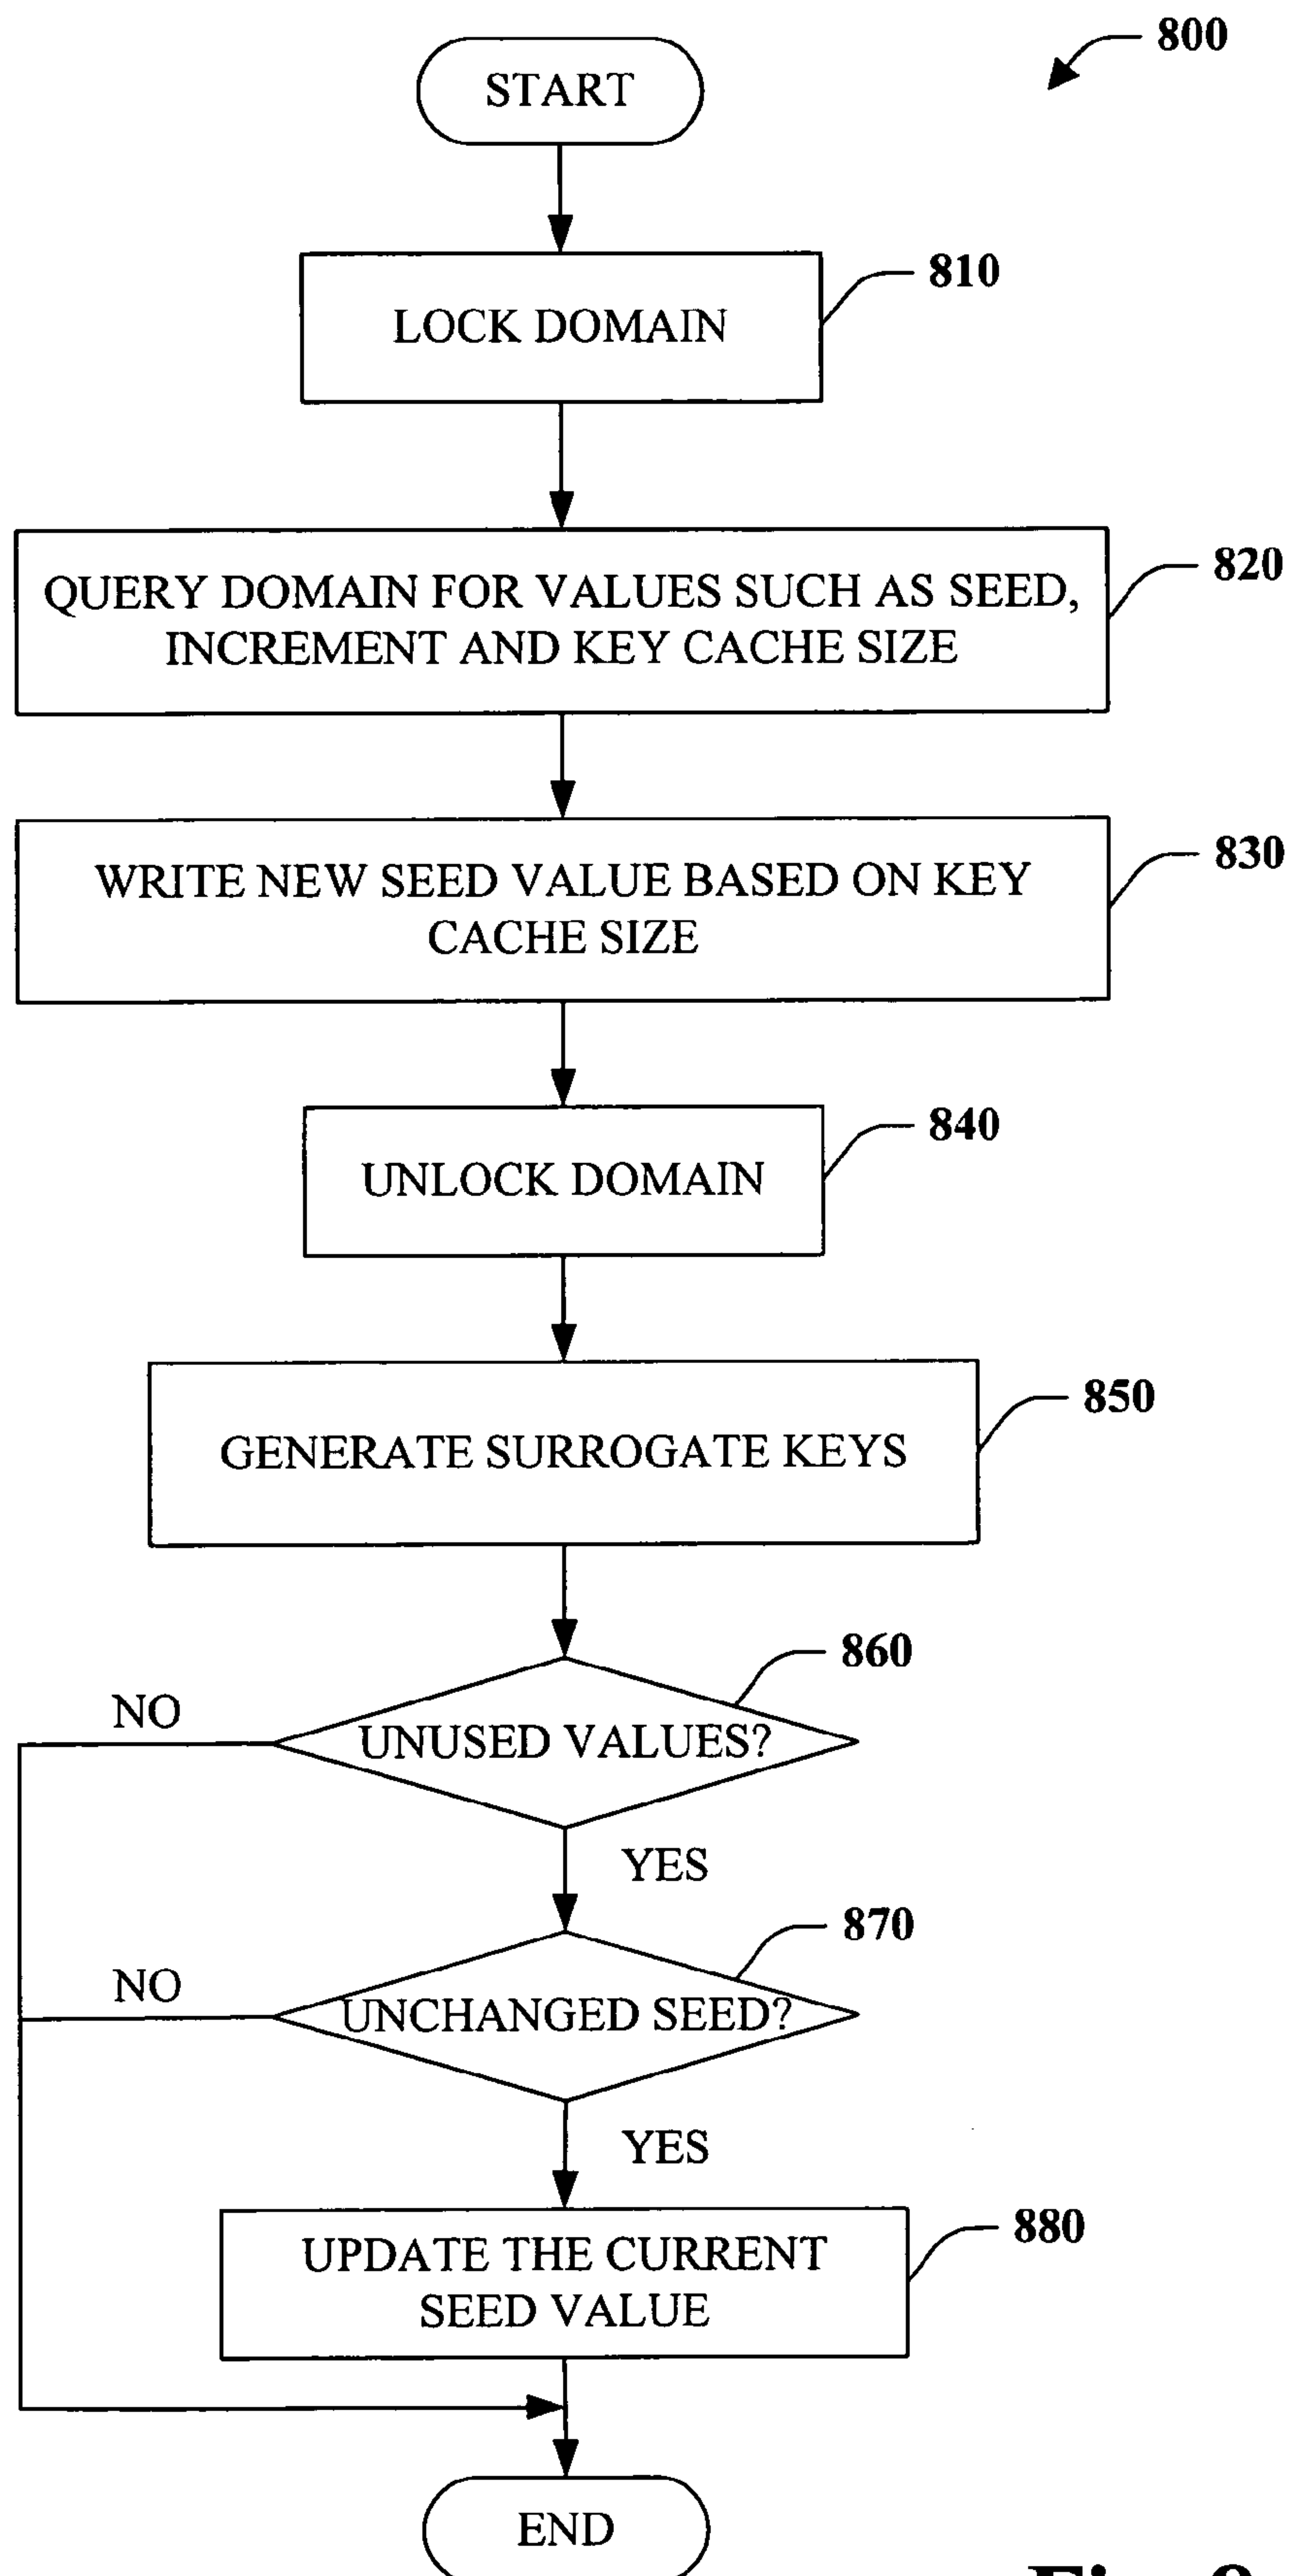 800
START
810
LOCK DOMAIN
820
QUERY DOMAIN FOR VALUES SUCH AS SEED,
INCREMENT AND KEY CACHE SIZE
830
WRITE NEW SEED VALUE BASED ON KEY
CACHE SIZE
840
UNLOCK DOMAIN
850
GENERATE SURROGATE KEYS
860
NO
UNUSED VALUES?
YES
870
NO
UNCHANGED SEED?
YES
880
UPDATE THE CURRENT
SEED VALUE
END